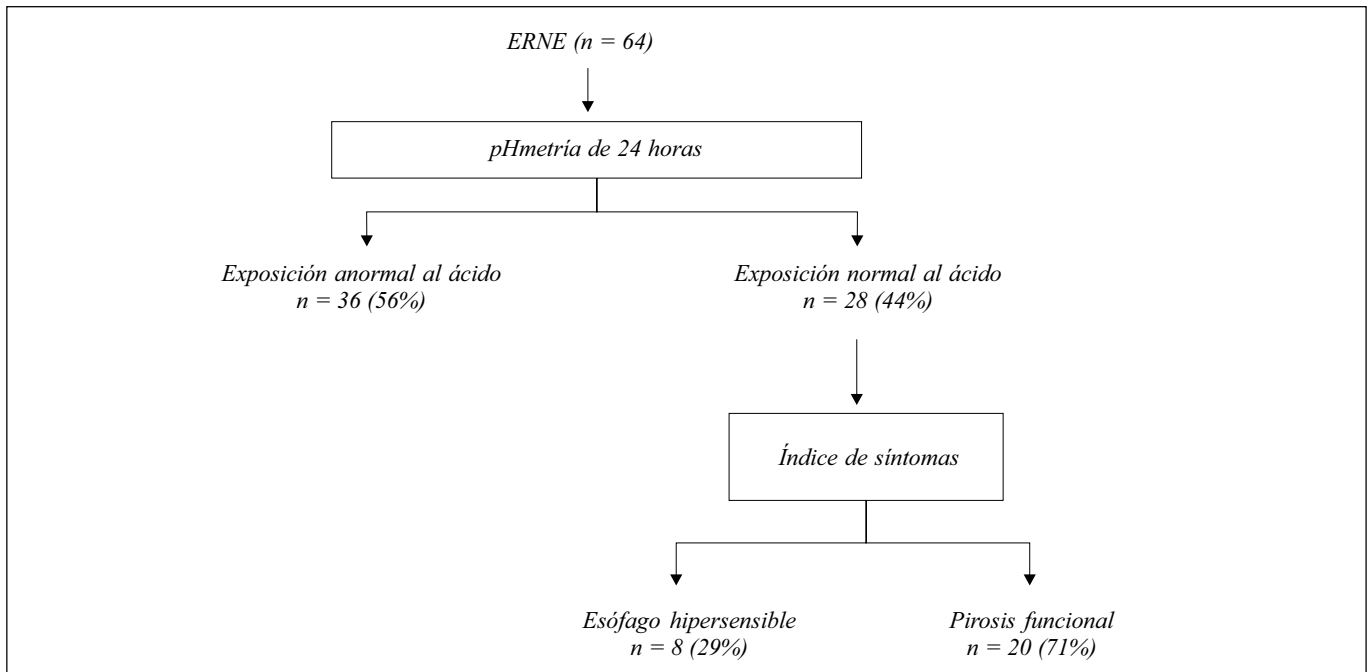 ERNE (n = 64)
pHmetría de 24 horas
Exposición anormal al ácido
n = 36 (56%)
Exposición normal al ácido
n = 28 (44%)
Índice de síntomas
Esófago hipersensible
n = 8 (29%)
Pirosis funcional
n = 20 (71%)